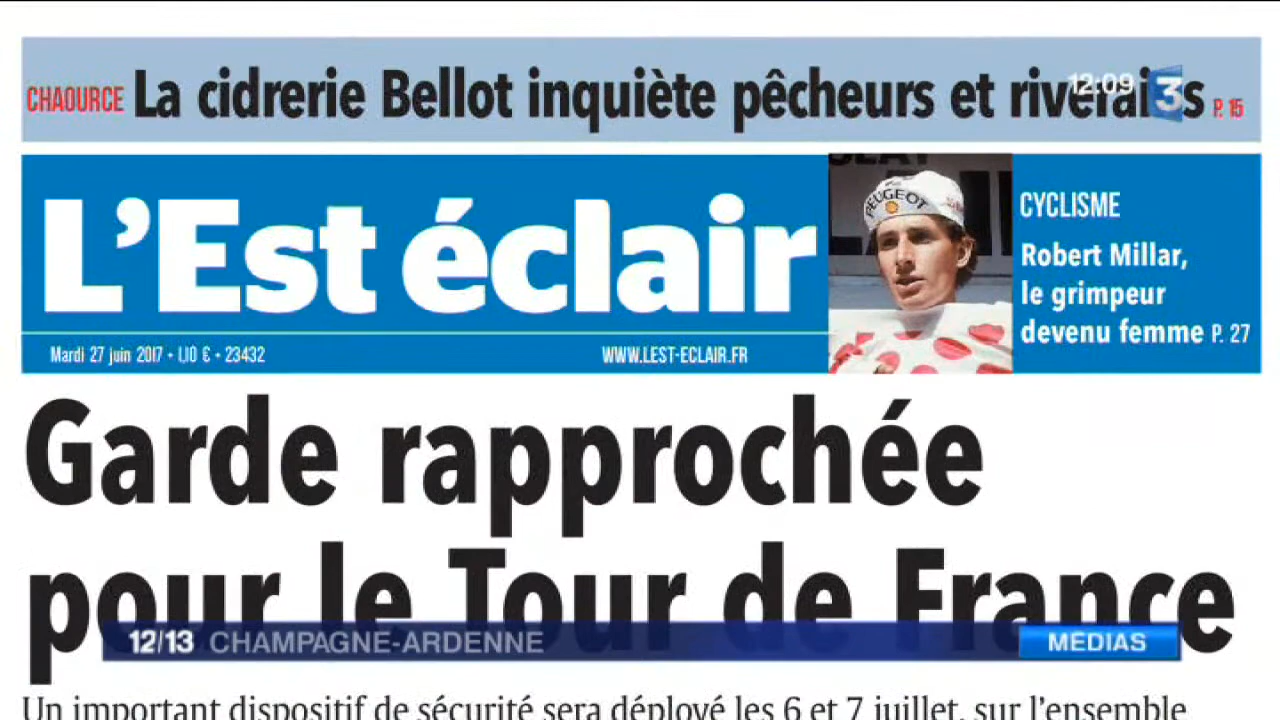 CHAOURCE La cidrerie Bellot inquiète pêcheurs et riverains P. 15
12:09 3
L'Est éclair
PEUGEOT
CYCLISME
Robert Millar,
le grimpeur
devenu femme P. 27
Mardi 27 juin 2017 • 1,10 € • 23432
WWW.LEST-ECLAIR.FR
Garde rapprochée
pour le Tour de France
12/13 CHAMPAGNE-ARDENNE
MÉDIAS
Un important dispositif de sécurité sera déployé les 6 et 7 juillet, sur l'ensemble